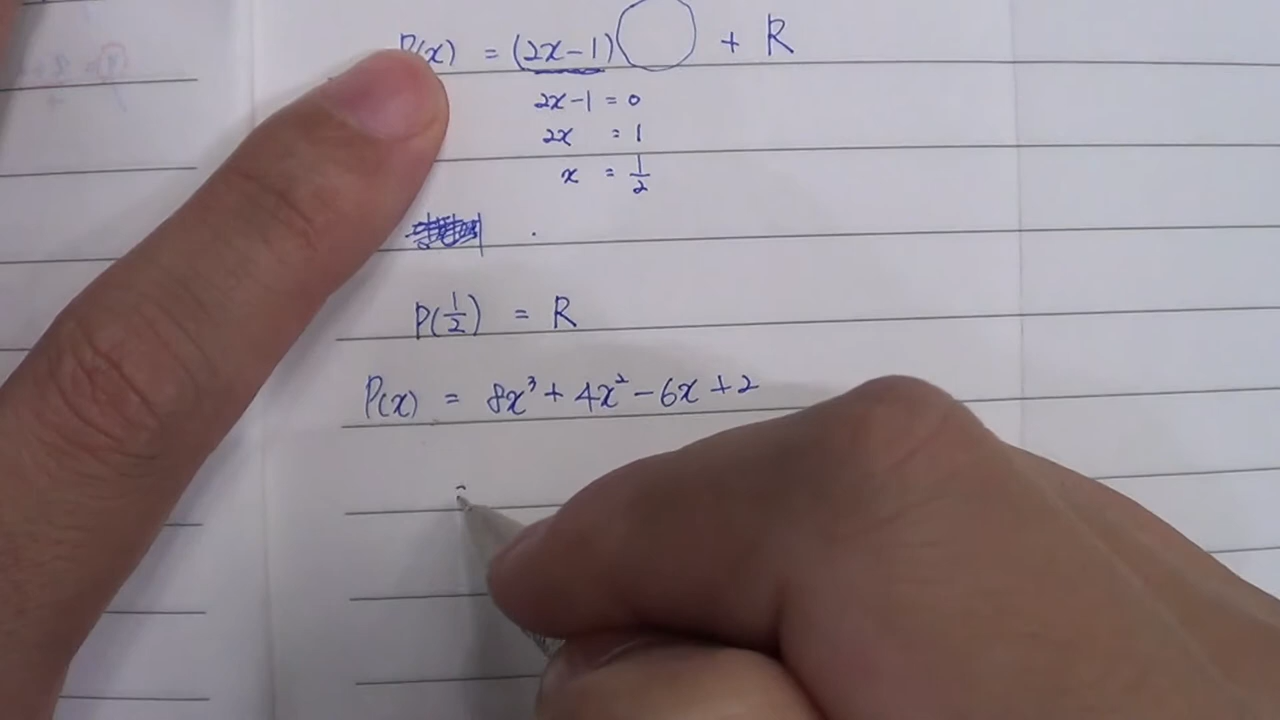 P(x) = (2x-1)◯ + R
2x-1 = 0
2x = 1
x = 1/2
P(1/2) = R
P(x) = 8x³ + 4x² - 6x + 2
=